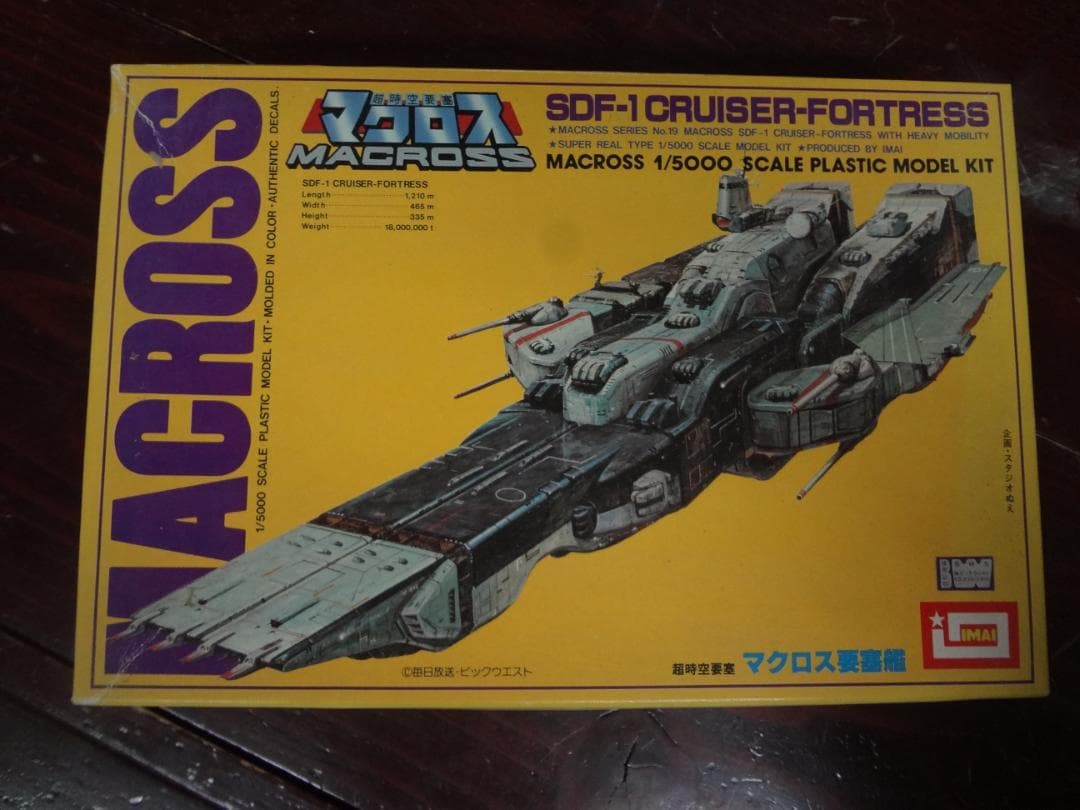 MACROSS
1/5000 SCALE PLASTIC MODEL KIT・MOLDED IN COLOR・AUTHENTIC DECALS.
超時空要塞
マクロス
MACROSS
SDF-1 CRUISER-FORTRESS
★MACROSS SERIES No.19 MACROSS SDF-1 CRUISER-FORTRESS WITH HEAVY MOBILITY
★SUPER REAL TYPE 1/5000 SCALE MODEL KIT ★PRODUCED BY IMAI
MACROSS 1/5000 SCALE PLASTIC MODEL KIT
SDF-1 CRUISER-FORTRESS
Length 1,210 m
Width 465 m
Height 335 m
Weight 18,000,000 t
企画・スタジオぬえ
IMAI
©毎日放送・ビックウエスト
超時空要塞 マクロス要塞艦